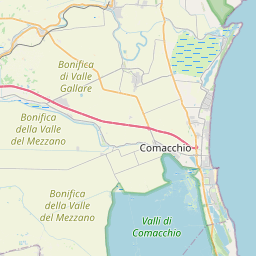 Bonifica
di Valle
Gallare
Bonifica
della Valle
del Mezzano
Comacchio
Bonifica
della Valle
del Mezzano
Valli di
Comacchio